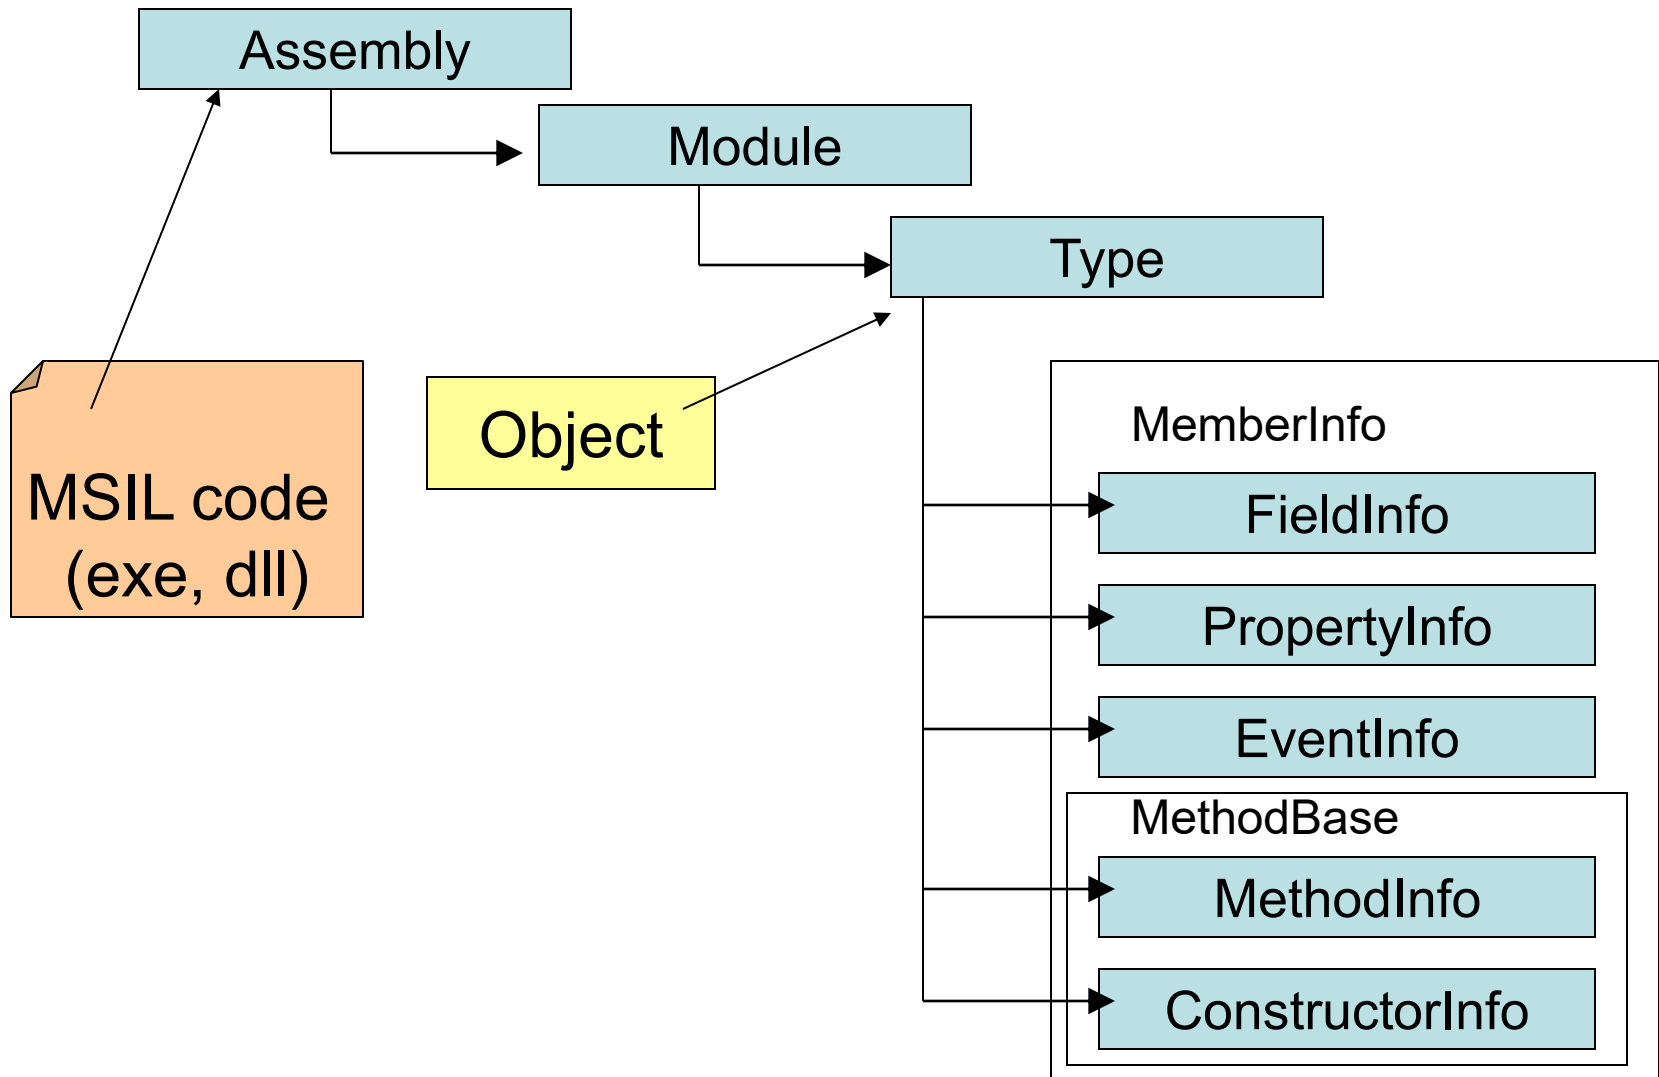 Assembly
Module
Type
MSIL code
(exe, dll)
Object
MemberInfo
FieldInfo
PropertyInfo
EventInfo
MethodBase
MethodInfo
ConstructorInfo